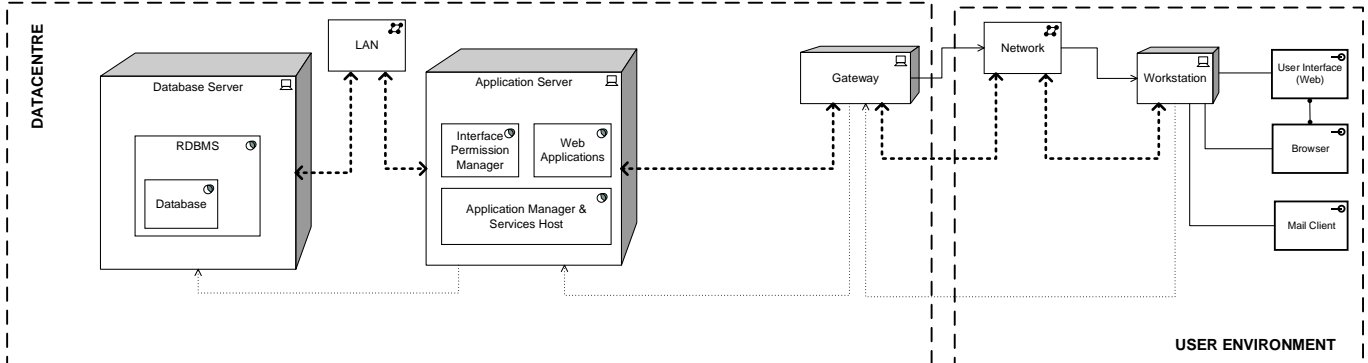 DATACENTRE
LAN
Database Server
RDBMS
Database
Application Server
Interface
Permission
Manager
Web
Applications
Application Manager &
Services Host
Gateway
Network
Workstation
User Interface
(Web)
Browser
Mail Client
USER ENVIRONMENT